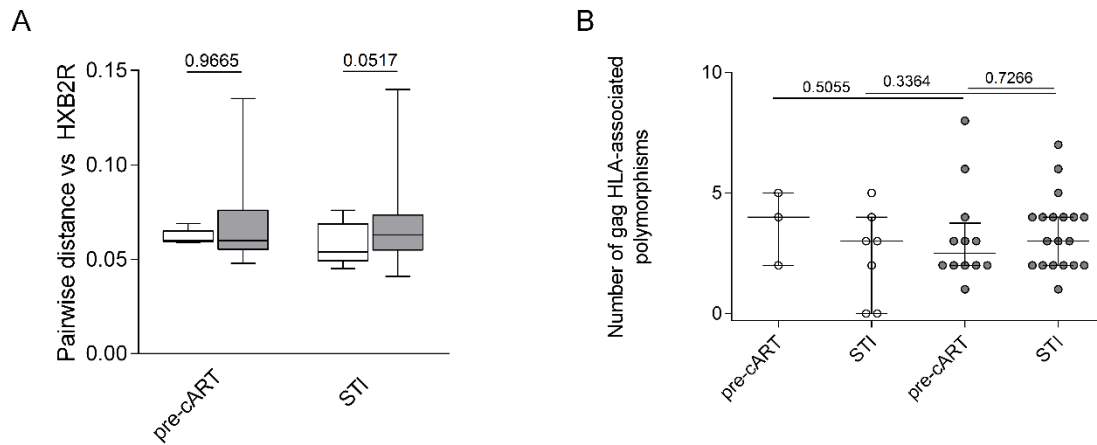 A
Pairwise distance vs HXB2R
0.15
0.10
0.05
0.00
0.9665
0.0517
pre-cART
STI
B
Number of gag HLA-associated
polymorphisms
10
5
0
0.5055
0.3364
0.7266
pre-cART
STI
pre-cART
STI